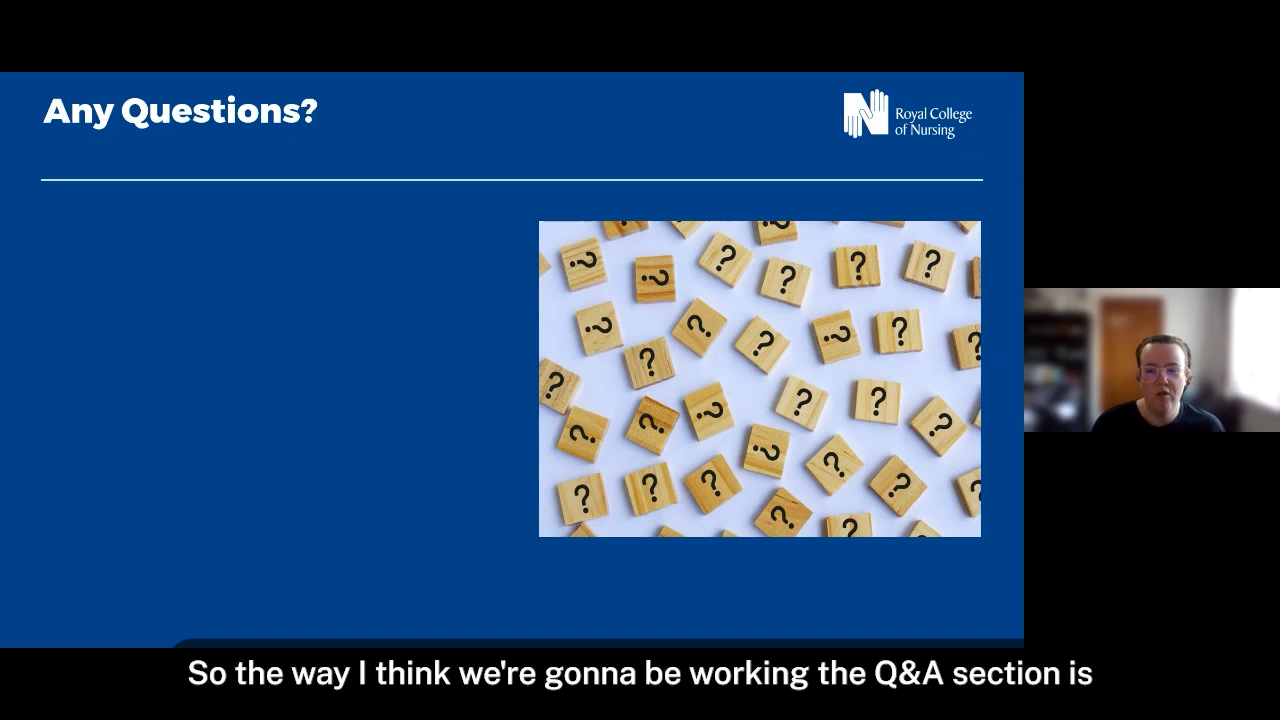 Any Questions?
Royal College
of Nursing
So the way I think we're gonna be working the Q&A section is